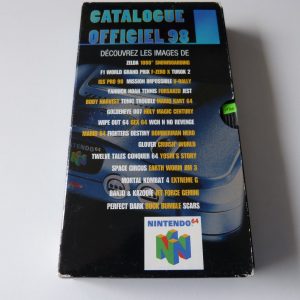 CATALOGUE
OFFICIEL 98
DÉCOUVREZ LES IMAGES DE
ZELDA 1080° SNOWBOARDING
F1 WORLD GRAND PRIX F-ZERO X TUROK 2
ISS PRO 98 MISSION IMPOSSIBLE V-RALLY
YANNICK NOAH TENNIS FORSAKEN JEST
BODY HARVEST TONIC TROUBLE MARIO KART 64
GOLDENEYE 007 HOLY MAGIC CENTURY
WIPE OUT 64 GEX 64 WCW II RO REVENGE
MARIO 64 FIGHTERS DESTINY BOMBERMAN HERO
GLOVER CRUISN' WORLD
TWELVE TALES CONQUER 64 YOSHI'S STORY
SPACE CIRCUS EARTH WORM JIM 3
MORTAL KOMBAT 4 EXTREME G
BANJO & KAZOOIE JET FORCE GEMINI
PERFECT DARK BUCK BUMBLE SCARS
NINTENDO 64